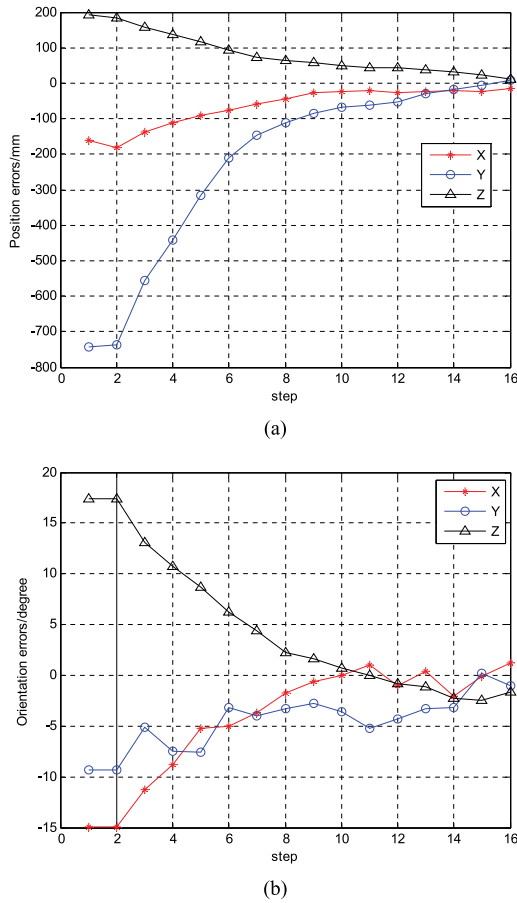 200
100
0
-100
-200
-300
-400
-500
-600
-700
-800
Position errors/mm
X
Y
Z
0 2 4 6 8 10 12 14 16
step
(a)
20
15
10
5
0
-5
-10
-15
Orientation errors/degree
X
Y
Z
0 2 4 6 8 10 12 14 16
step
(b)